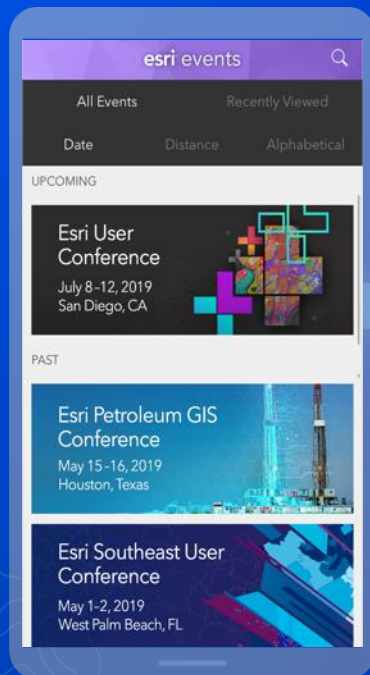 esri events
All Events Recently Viewed
Date Distance Alphabetical
UPCOMING
Esri User
Conference
July 8-12, 2019
San Diego, CA
PAST
Esri Petroleum GIS
Conference
May 15-16, 2019
Houston, Texas
Esri Southeast User
Conference
May 1-2, 2019
West Palm Beach, FL